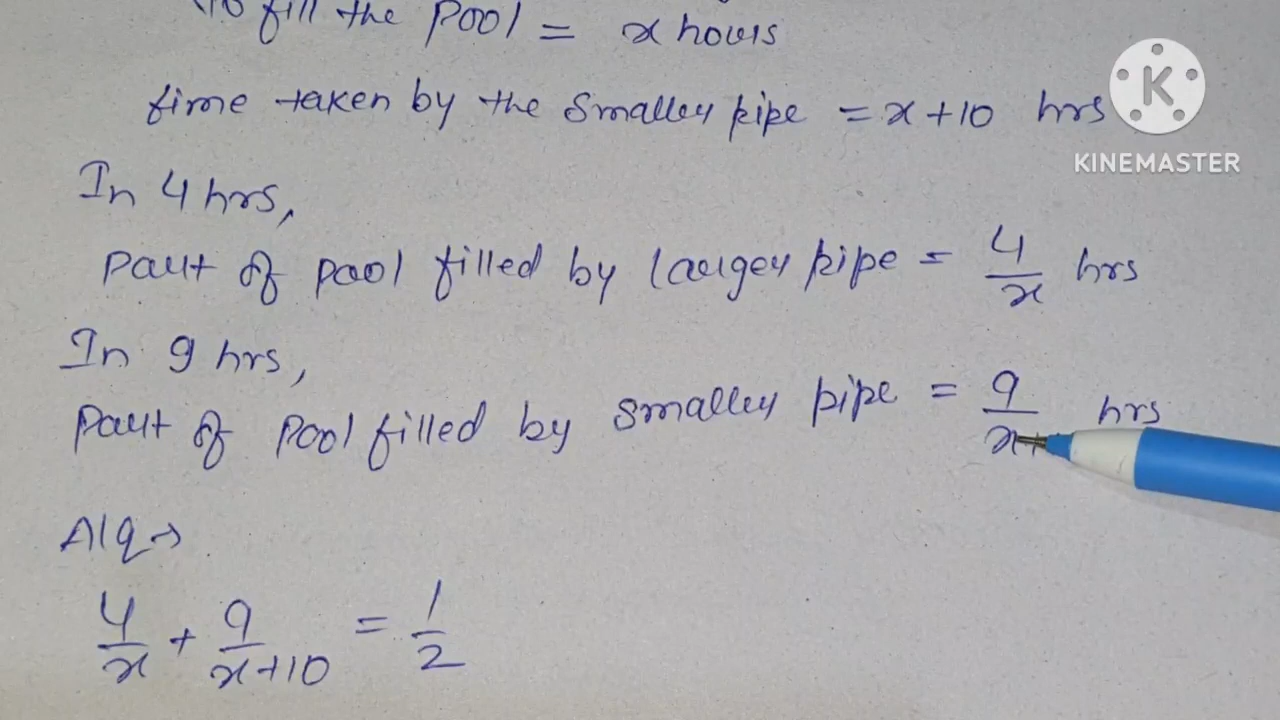 to fill the pool = x hours
time taken by the smaller pipe = x+10 hrs
KINEMASTER
In 4 hrs,
Part of pool filled by larger pipe = 4/x hrs
In 9 hrs,
Part of pool filled by smaller pipe = 9/x+ hrs
A/q→
4/x + 9/x+10 = 1/2